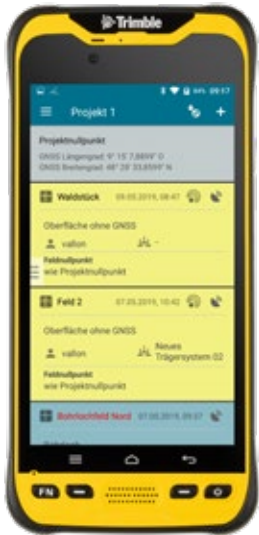 Trimble
09:17
Projekt 1
Projektnullpunkt
GNSS Längengrad: 9° 15' 7.8859" O
GNSS Breitengrad: 48° 28' 33.8599" N
Waldstück 09.05.2019, 08:47
Oberfläche ohne GNSS
vallon -
Feldnullpunkt
wie Projektnullpunkt
Feld 2 07.05.2019, 10:42
Oberfläche ohne GNSS
vallon Neues
Trägersystem 02
Feldnullpunkt
wie Projektnullpunkt
Bohrlochfeld Nord 07.05.2019, 09:07
FN